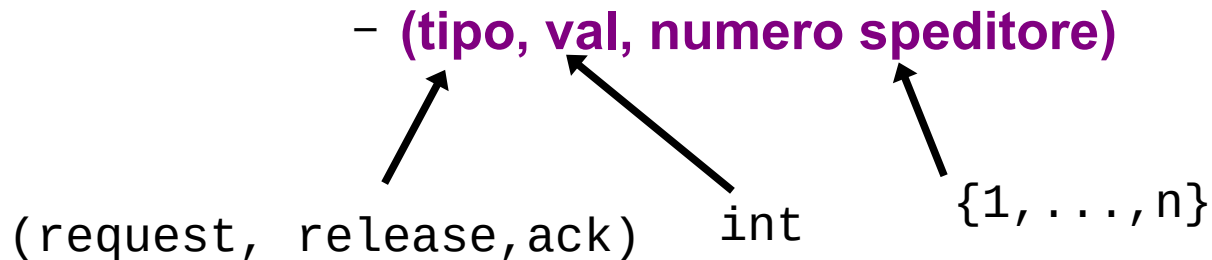 – (tipo, val, numero speditore)
(request, release,ack) int {1,...,n}